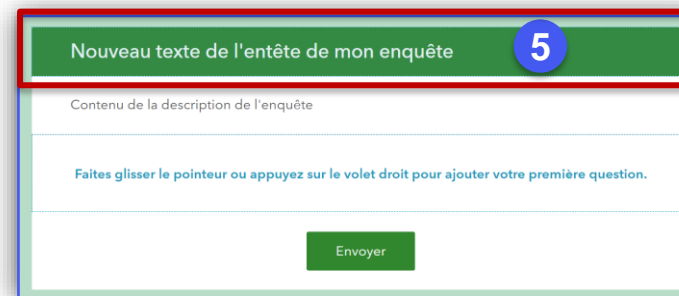 Nouveau texte de l'entête de mon enquête
5
Contenu de la description de l'enquête
Faites glisser le pointeur ou appuyez sur le volet droit pour ajouter votre première question.
Envoyer